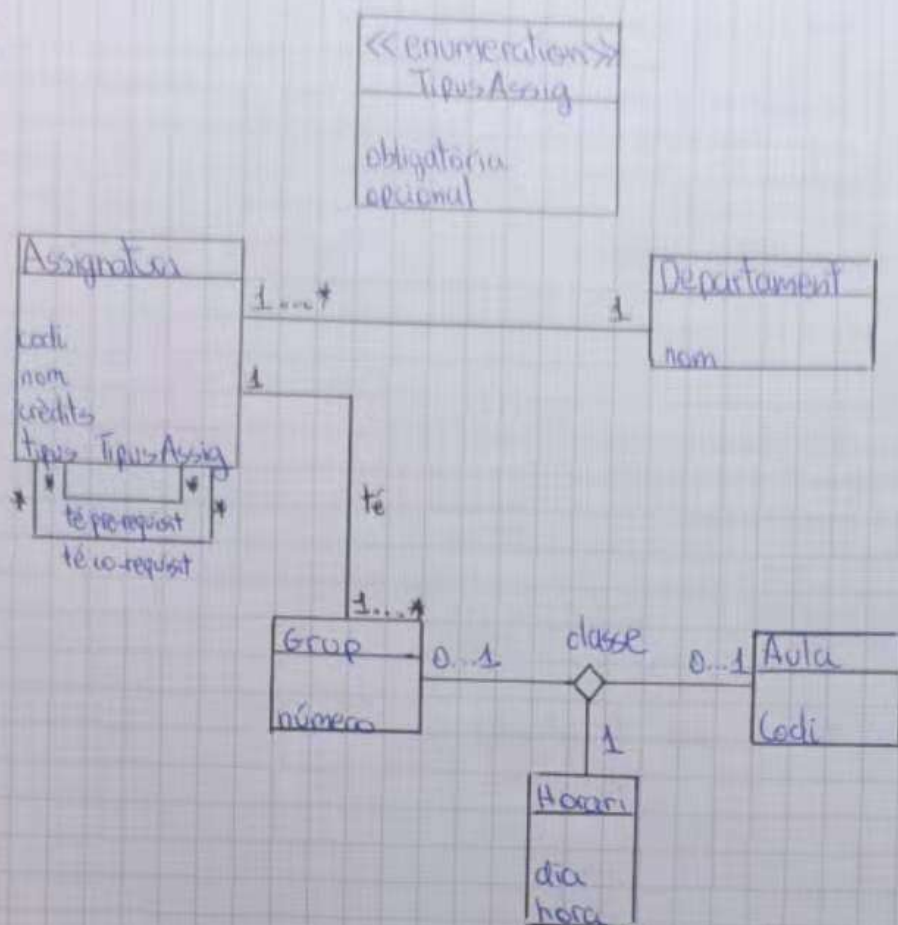 <<enumeration>>
TipusAssig
obligatòria
opcional
Assignatura
codi
nom
crèdits
tipus TipusAssig
1...*
1
Departament
nom
1
* * * *
té pre-requisit
té co-requisit
té
1...*
Grup
número
0...1
classe
0...1
Aula
Codi
1
Horari
dia
hora